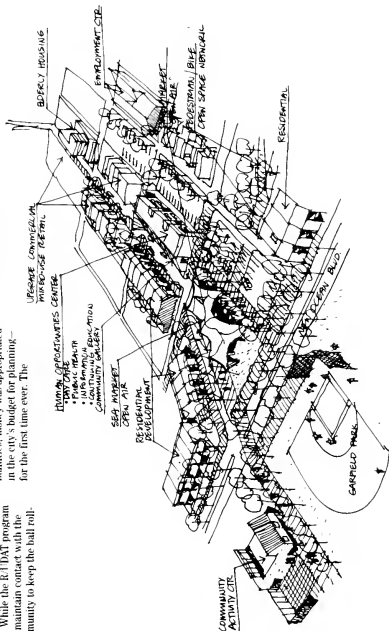 While the R/UDAT program
maintain contact with the
munity to keep the ball roll-
money was appropriated
in the city's budget for planning
for the first time ever. The
ELDERLY HOUSING
EMPLOYMENT CTR
MARKET
PEDESTRIAN/BIKE
OPEN SPACE NETWORK
RESIDENTIAL
UPGRADE COMMERCIAL
WAREHOUSE RETAIL
HUMAN OPPORTUNITIES CENTER
• DAY CARE
• PUBLIC HEALTH
• INFORMATION
• CONTINUING EDUCATION
COMMUNITY GALLERY
SEA MARKET
OPEN AIR
RESIDENTIAL
DEVELOPMENT
BLVD.
GARFIELD PARK
COMMUNITY
ACTIVITY CTR